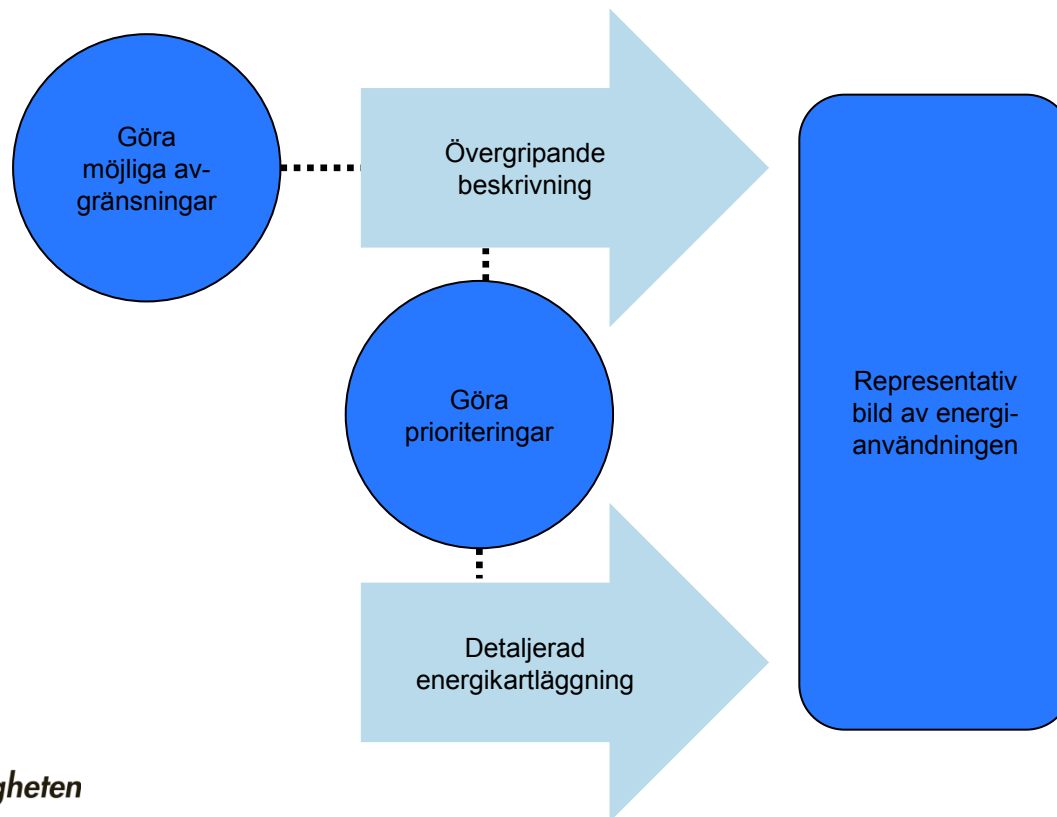 Göra
möjliga av-
gränsningar
Övergripande
beskrivning
Göra
prioriteringar
Representativ
bild av energi-
användningen
Detaljerad
energikartläggning
gheten